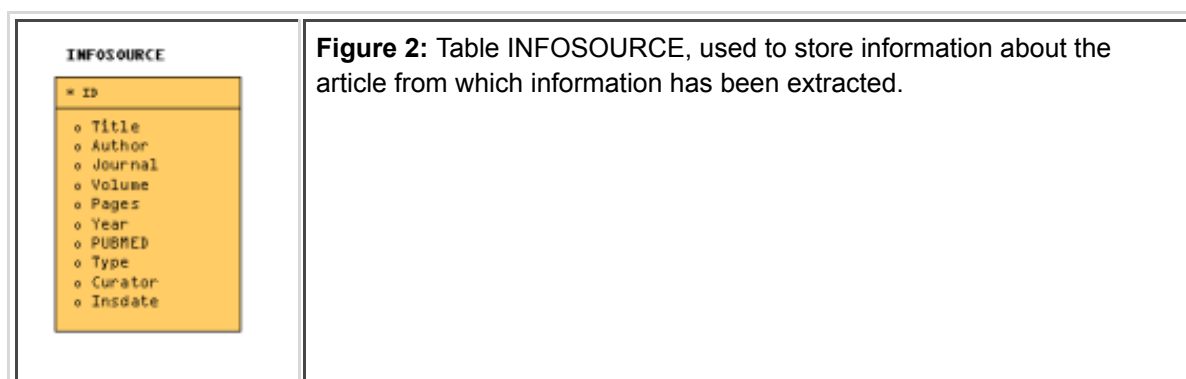 INFOSOURCE
* ID
o Title
o Author
o Journal
o Volume
o Pages
o Year
o PUBMED
o Type
o Curator
o Insdate
Figure 2: Table INFOSOURCE, used to store information about the
article from which information has been extracted.